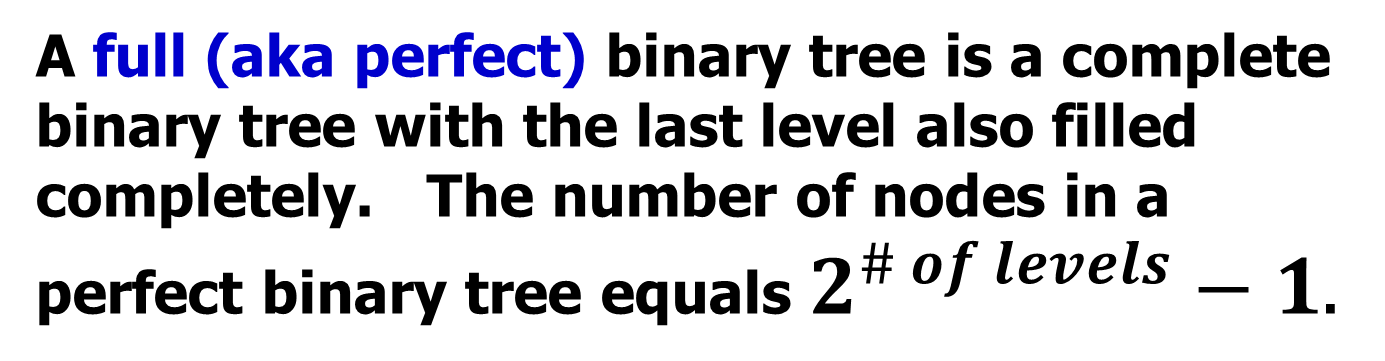 A full (aka perfect) binary tree is a complete
binary tree with the last level also filled
completely.   The number of nodes in a
perfect binary tree equals 2^{# of levels} − 1.